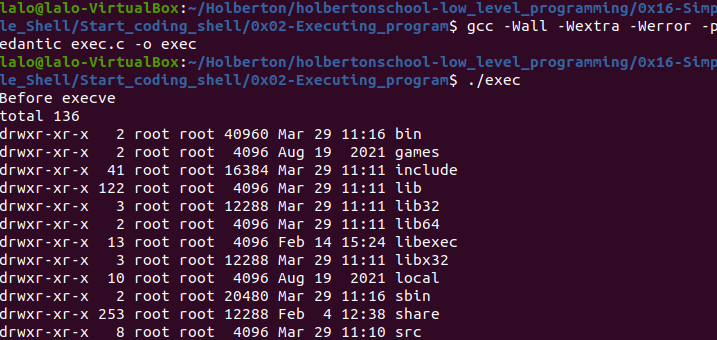 lalo@lalo-VirtualBox:~/Holberton/holbertonschool-low_level_programming/0x16-Simp
le_Shell/Start_coding_shell/0x02-Executing_program$ gcc -Wall -Wextra -Werror -p
edantic exec.c -o exec
lalo@lalo-VirtualBox:~/Holberton/holbertonschool-low_level_programming/0x16-Simp
le_Shell/Start_coding_shell/0x02-Executing_program$ ./exec
Before execve
total 136
drwxr-xr-x   2 root root 40960 Mar 29 11:16 bin
drwxr-xr-x   2 root root  4096 Aug 19  2021 games
drwxr-xr-x  41 root root 16384 Mar 29 11:11 include
drwxr-xr-x 122 root root  4096 Mar 29 11:11 lib
drwxr-xr-x   3 root root 12288 Mar 29 11:11 lib32
drwxr-xr-x   2 root root  4096 Mar 29 11:11 lib64
drwxr-xr-x  13 root root  4096 Feb 14 15:24 libexec
drwxr-xr-x   3 root root 12288 Mar 29 11:11 libx32
drwxr-xr-x  10 root root  4096 Aug 19  2021 local
drwxr-xr-x   2 root root 20480 Mar 29 11:16 sbin
drwxr-xr-x 253 root root 12288 Feb  4 12:38 share
drwxr-xr-x   8 root root  4096 Mar 29 11:10 src